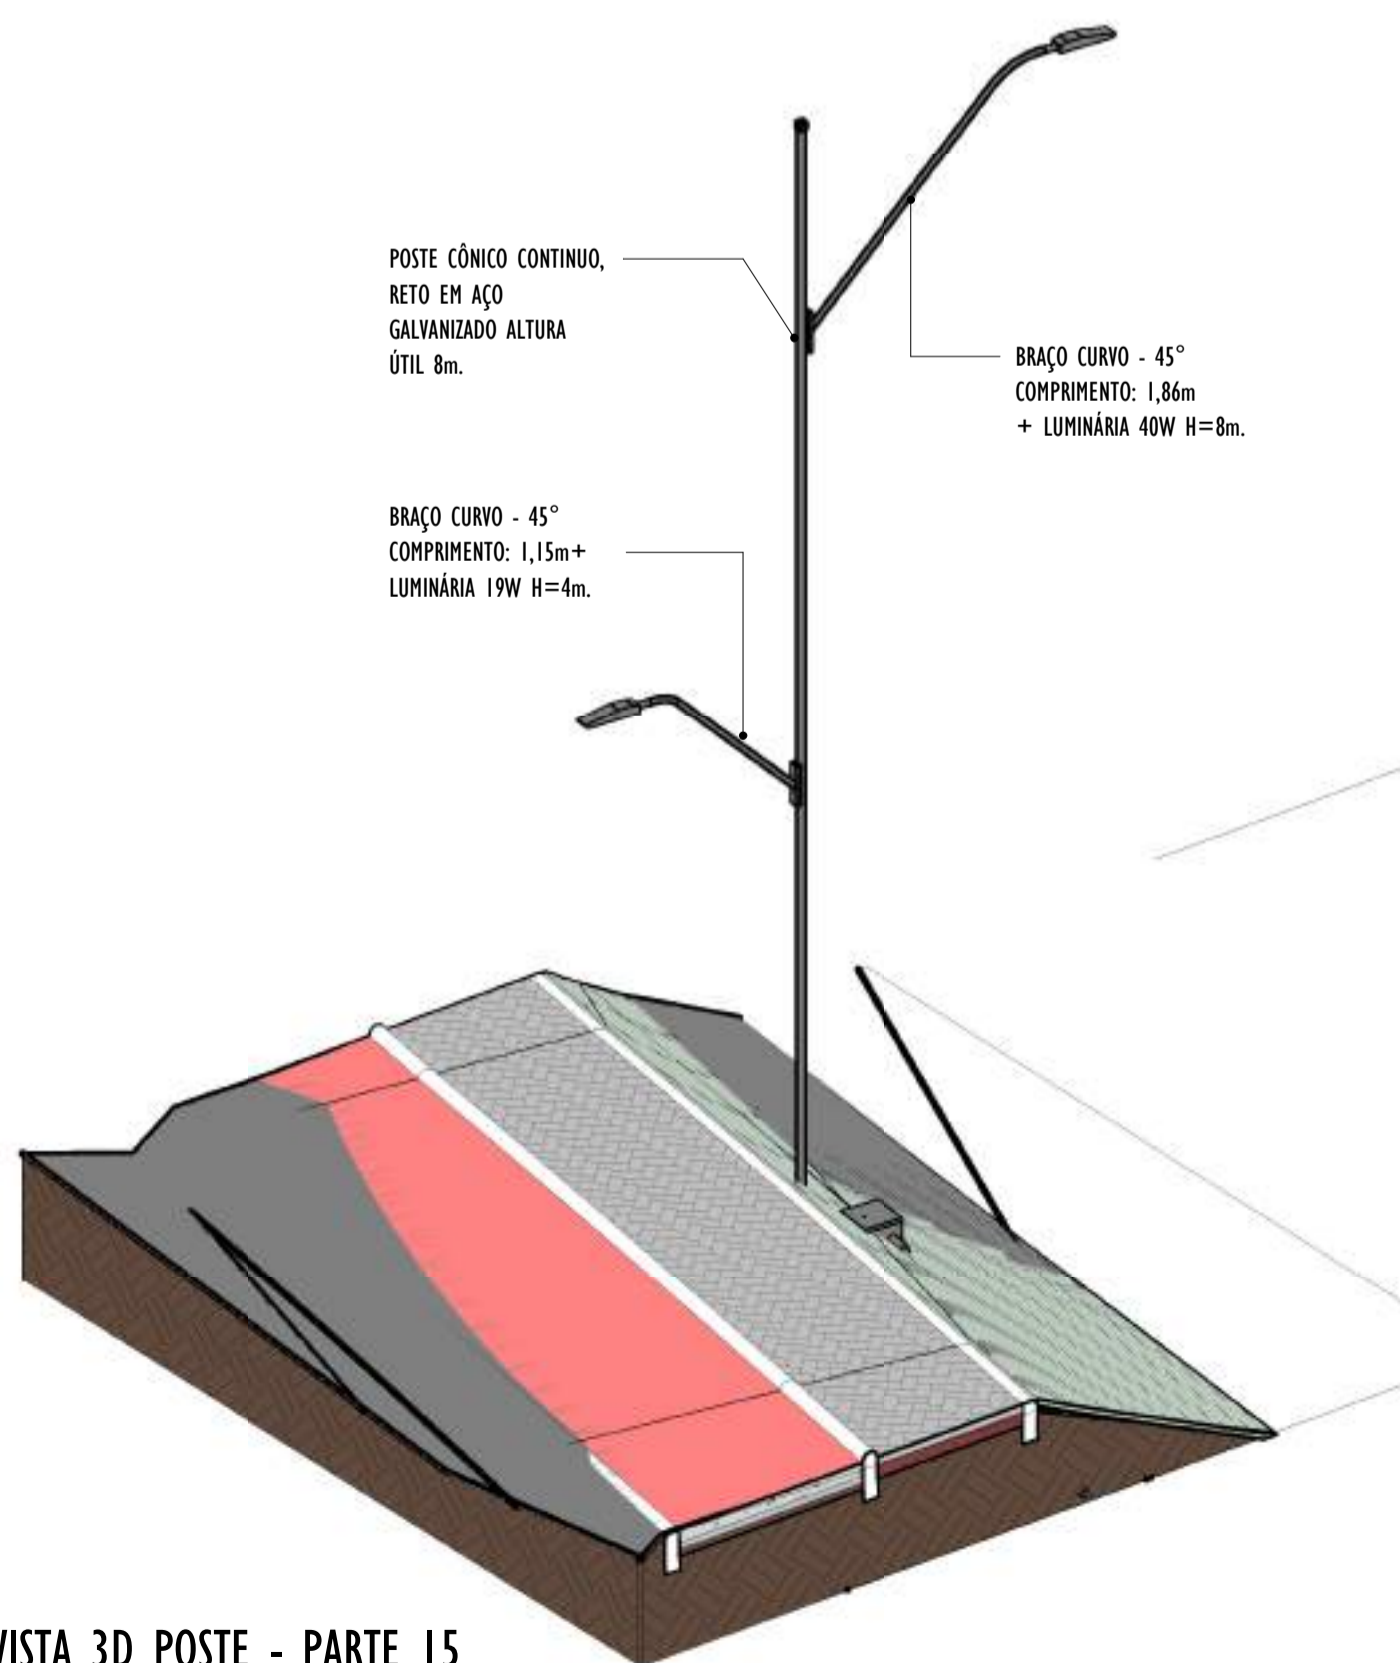 POSTE CÔNICO CONTINUO,
RETO EM AÇO
GALVANIZADO ALTURA
ÚTIL 8m.
BRAÇO CURVO - 45°
COMPRIMENTO: 1,86m
+ LUMINÁRIA 40W H=8m.
BRAÇO CURVO - 45°
COMPRIMENTO: 1,15m+
LUMINÁRIA 19W H=4m.
VISTA 3D POSTE - PARTE 15